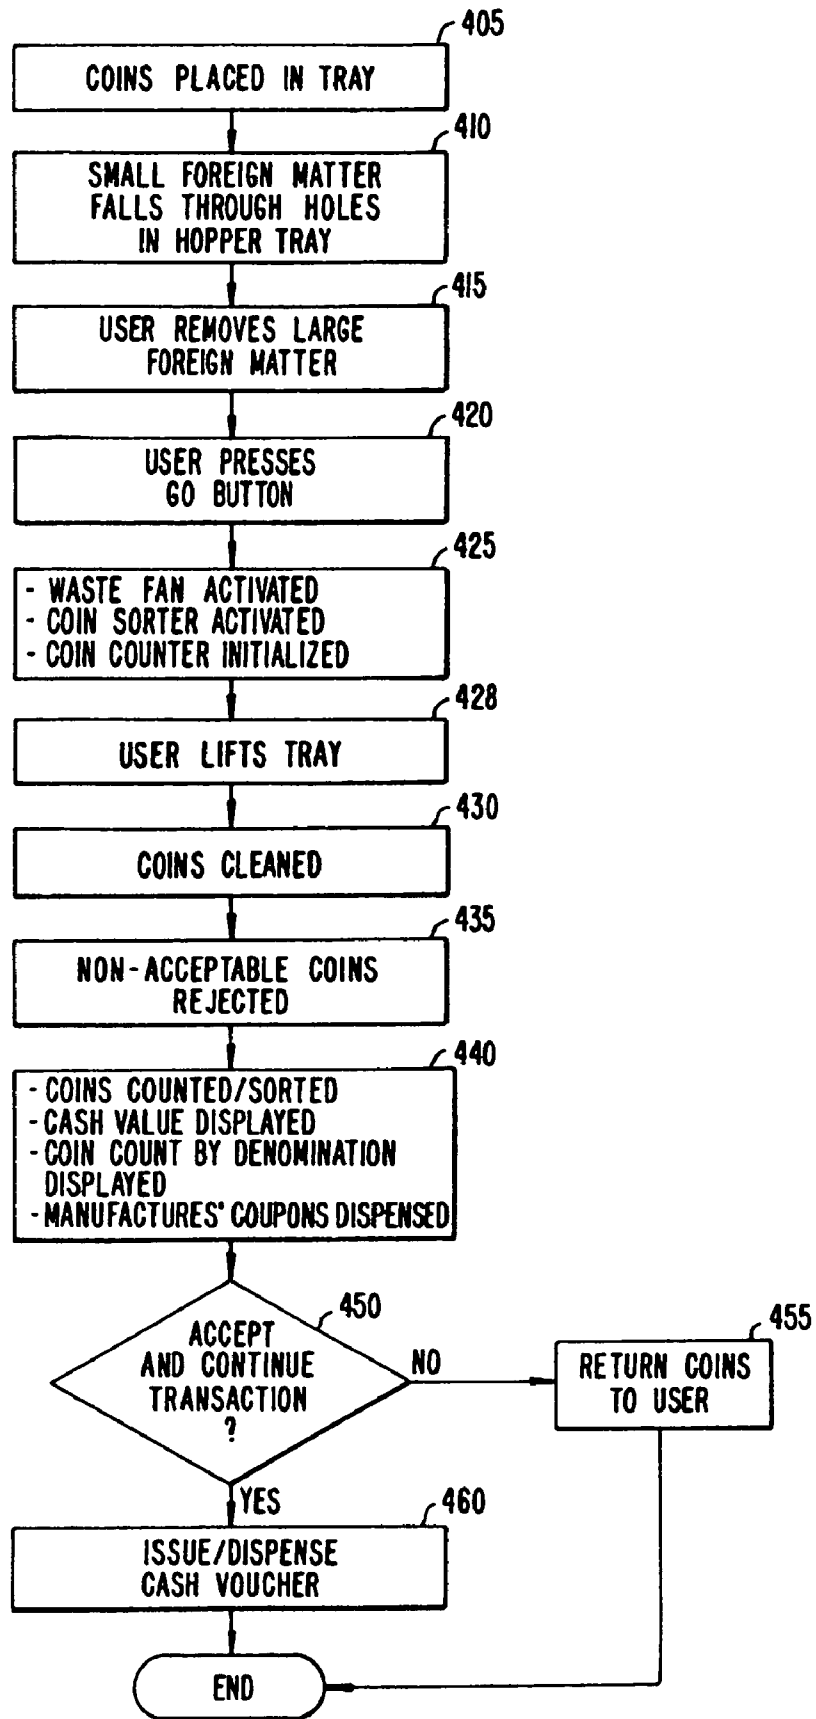 405
COINS PLACED IN TRAY
410
SMALL FOREIGN MATTER
FALLS THROUGH HOLES
IN HOPPER TRAY
415
USER REMOVES LARGE
FOREIGN MATTER
420
USER PRESSES
GO BUTTON
425
- WASTE FAN ACTIVATED
- COIN SORTER ACTIVATED
- COIN COUNTER INITIALIZED
428
USER LIFTS TRAY
430
COINS CLEANED
435
NON-ACCEPTABLE COINS
REJECTED
440
- COINS COUNTED/SORTED
- CASH VALUE DISPLAYED
- COIN COUNT BY DENOMINATION
DISPLAYED
- MANUFACTURES' COUPONS DISPENSED
450
ACCEPT
AND CONTINUE
TRANSACTION
?
NO
455
RETURN COINS
TO USER
YES
460
ISSUE/DISPENSE
CASH VOUCHER
END